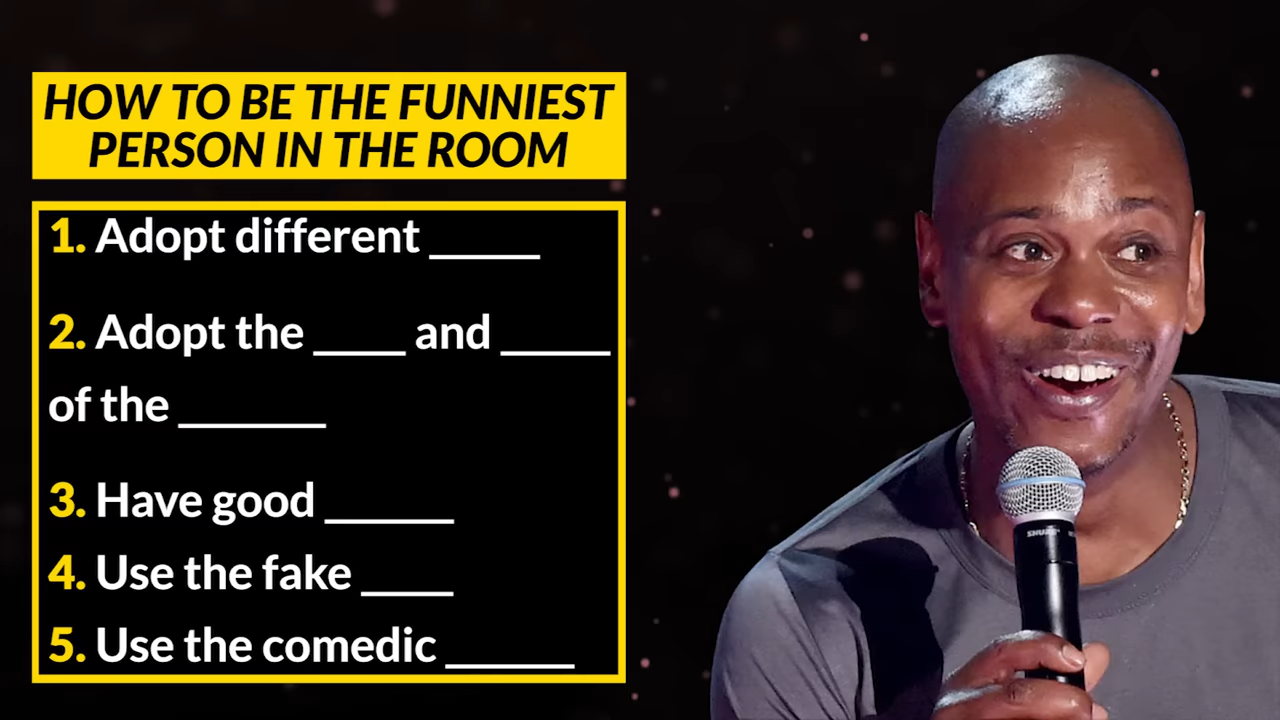 HOW TO BE THE FUNNIEST
PERSON IN THE ROOM
1. Adopt different _____
2. Adopt the ____ and _____
of the _______
3. Have good ______
4. Use the fake ____
5. Use the comedic ______
SHURE